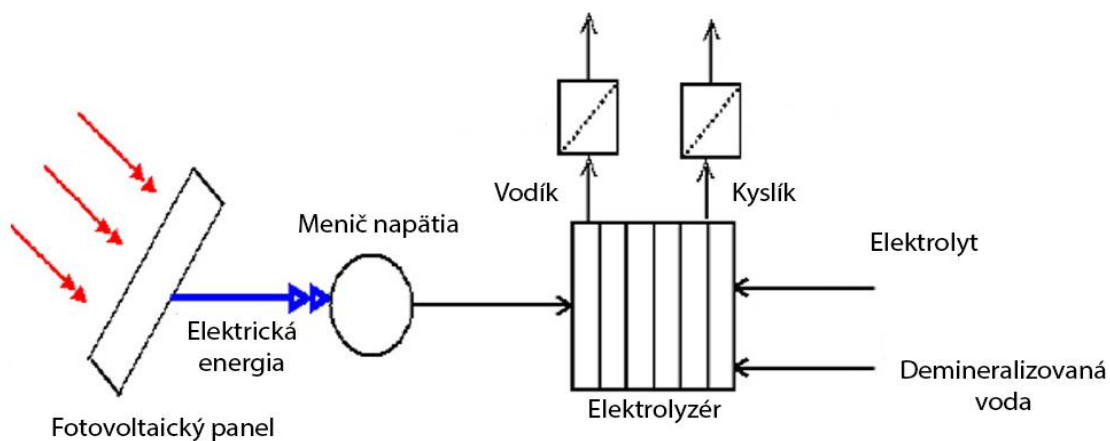 Vodík
Kyslík
Menič napätia
Elektrolyt
Elektrická
energia
Demineralizovaná
voda
Elektrolyzér
Fotovoltaický panel